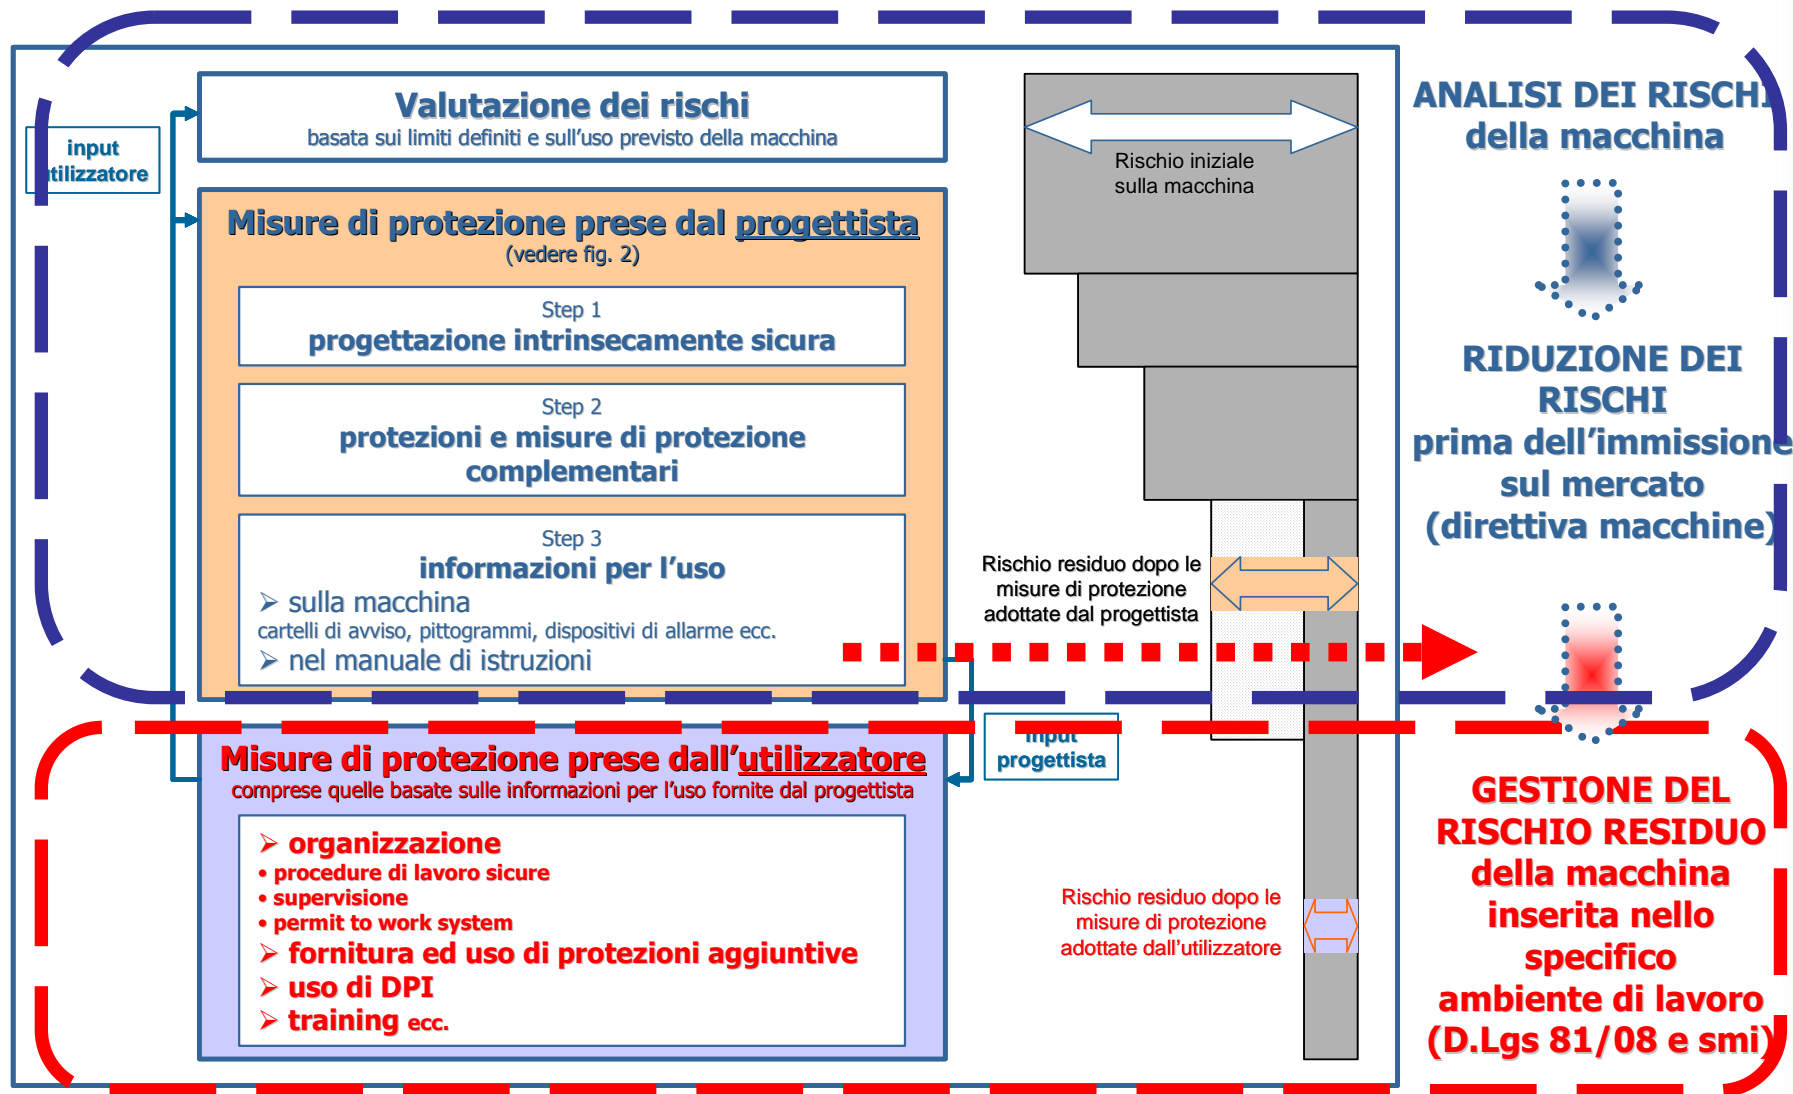 Valutazione dei rischi
basata sui limiti definiti e sull'uso previsto della macchina
input
utilizzatore
Misure di protezione prese dal progettista
(vedere fig. 2)
Step 1
progettazione intrinsecamente sicura
Step 2
protezioni e misure di protezione
complementari
Step 3
informazioni per l'uso
➢ sulla macchina
cartelli di avviso, pittogrammi, dispositivi di allarme ecc.
➢ nel manuale di istruzioni
input
progettista
Misure di protezione prese dall'utilizzatore
comprese quelle basate sulle informazioni per l'uso fornite dal progettista
➢ organizzazione
• procedure di lavoro sicure
• supervisione
• permit to work system
➢ fornitura ed uso di protezioni aggiuntive
➢ uso di DPI
➢ training ecc.
Rischio iniziale
sulla macchina
Rischio residuo dopo le
misure di protezione
adottate dal progettista
Rischio residuo dopo le
misure di protezione
adottate dall'utilizzatore
ANALISI DEI RISCHI
della macchina
RIDUZIONE DEI
RISCHI
prima dell'immissione
sul mercato
(direttiva macchine)
GESTIONE DEL
RISCHIO RESIDUO
della macchina
inserita nello
specifico
ambiente di lavoro
(D.Lgs 81/08 e smi)